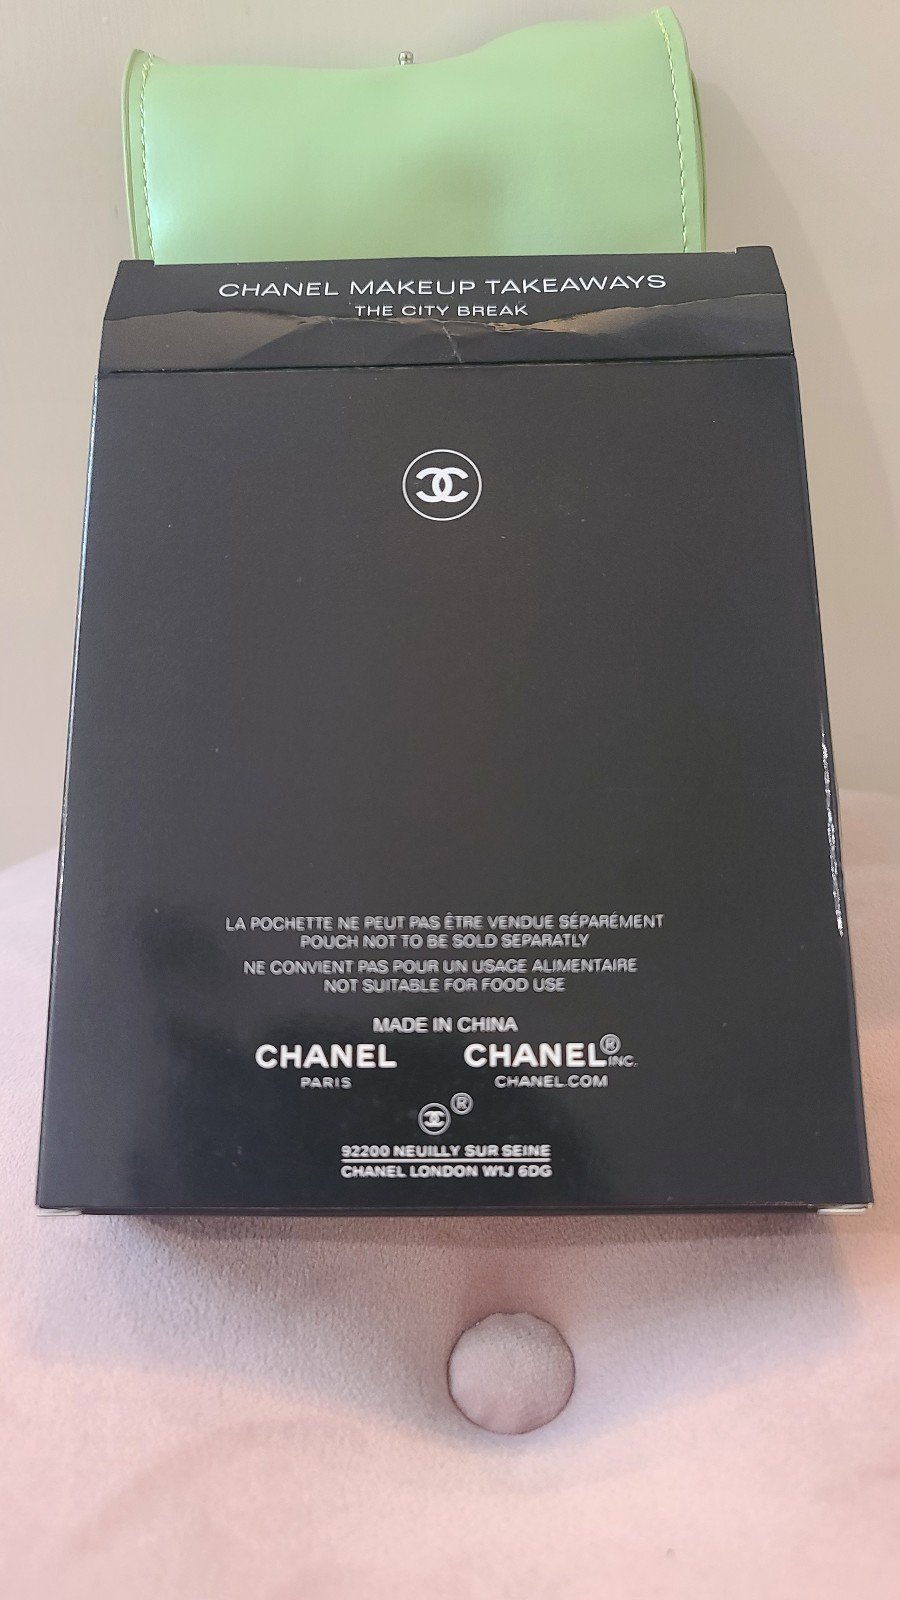 CHANEL MAKEUP TAKEAWAYS
THE CITY BREAK
LA POCHETTE NE PEUT PAS ÊTRE VENDUE SÉPARÉMENT
POUCH NOT TO BE SOLD SEPARATLY
NE CONVIENT PAS POUR UN USAGE ALIMENTAIRE
NOT SUITABLE FOR FOOD USE
MADE IN CHINA
CHANEL CHANEL® INC.
PARIS CHANEL.COM
®
92200 NEUILLY SUR SEINE
CHANEL LONDON W1J 6DG